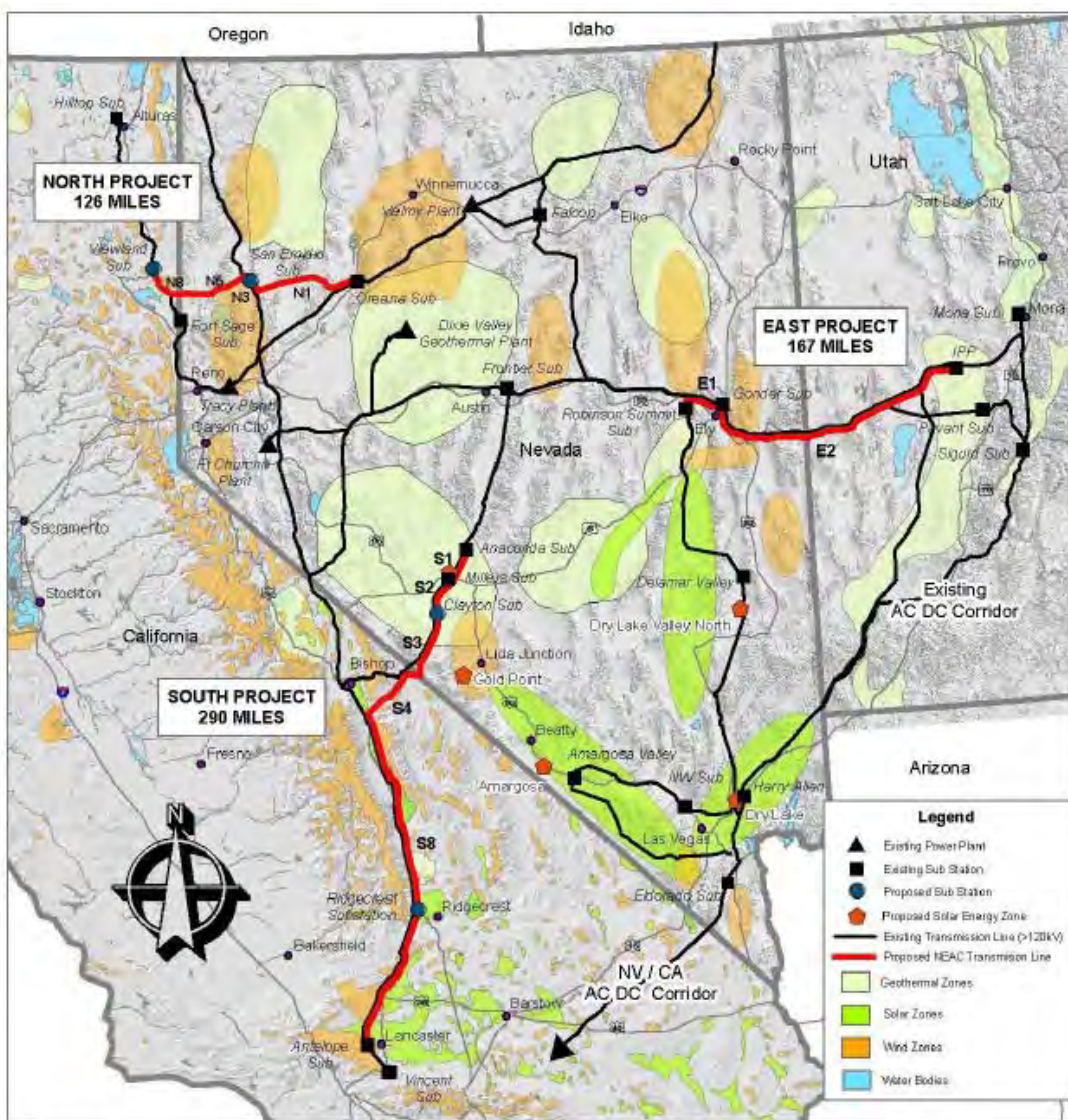 Oregon
Idaho
Hilltop Sub
Alturas
Rocky Point
Utah
NORTH PROJECT
126 MILES
Winnemucca
Valmy Plant
Falcon
Elko
Salt Lake City
Viewland
Sub
San Emidio
Sub
N8
N6
N3
N1
Oreana Sub
Provo
Fort Sage
Sub
Dixie Valley
Geothermal Plant
Mona Sub
Mona
EAST PROJECT
167 MILES
IPP
Reno
Tracy Plant
Frontier Sub
Austin
E1
Gonder Sub
Robinson Summit
Sub
Ely
E2
Pavant Sub
Sigurd Sub
Carson City
Ft Churchill
Plant
Nevada
Sacramento
Stockton
S1
Anaconda Sub
S2
Millers Sub
Clayton Sub
Delamar Valley
Dry Lake Valley North
Existing
AC DC Corridor
California
S3
Lida Junction
Gold Point
Bishop
SOUTH PROJECT
290 MILES
S4
Beatty
Amargosa Valley
Amargosa
NW Sub
Harry Allen
Dry Lake
Las Vegas
Fresno
Arizona
N
S8
Eldorado Sub
Ridgecrest
Substation
Ridgecrest
Bakersfield
NV / CA
AC DC Corridor
Barstow
Antelope
Sub
Lancaster
Vincent
Sub
Legend
Existing Power Plant
Existing Sub Station
Proposed Sub Station
Proposed Solar Energy Zone
Existing Transmission Line (>120kV)
Proposed NEAC Transmision Line
Geothermal Zones
Solar Zones
Wind Zones
Water Bodies